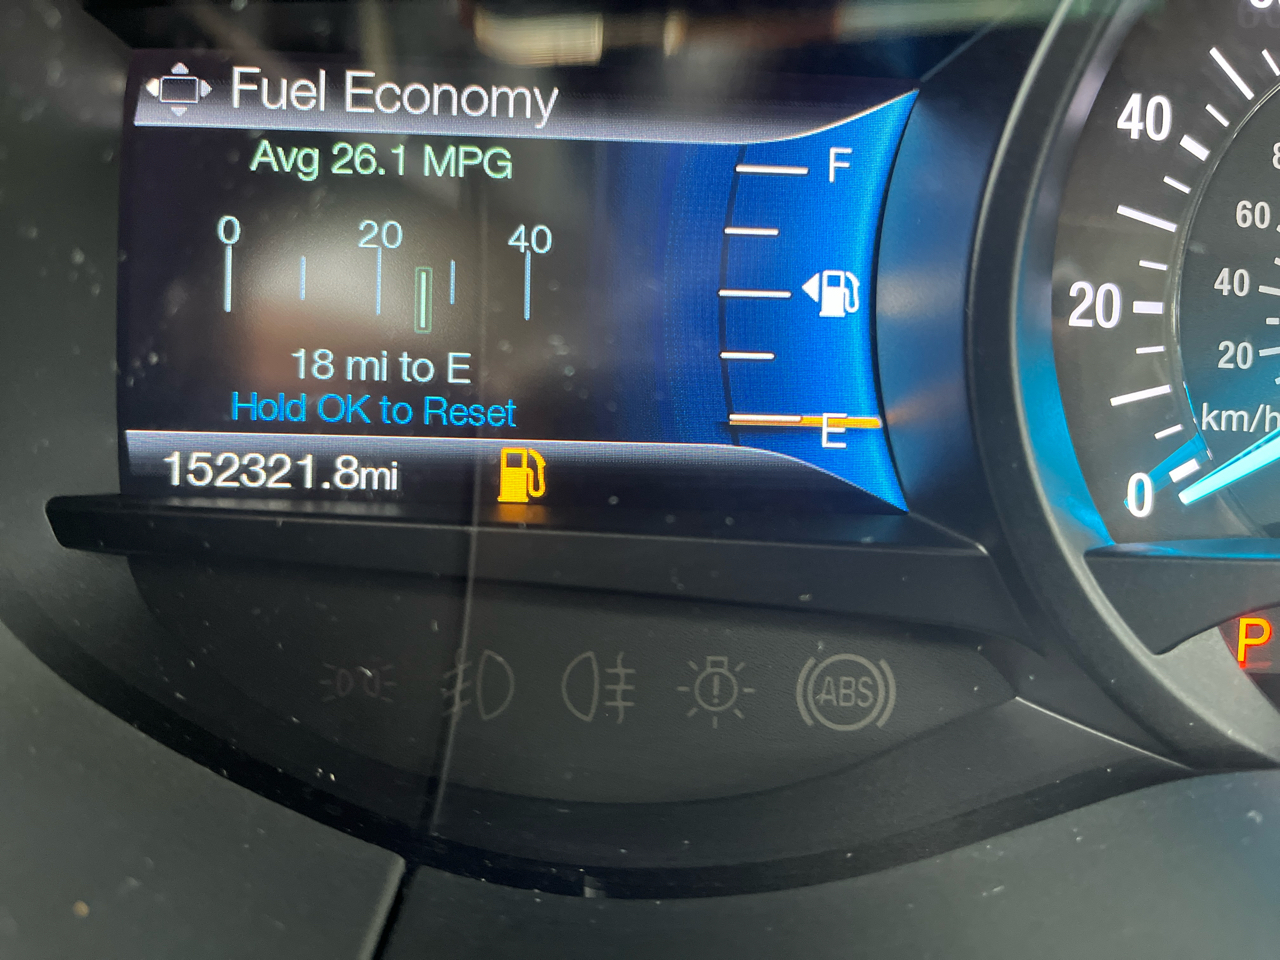 Fuel Economy
Avg 26.1 MPG
0 20 40
18 mi to E
Hold OK to Reset
152321.8mi
F
E
40
20
0
60
40
20
km/h
P
ABS